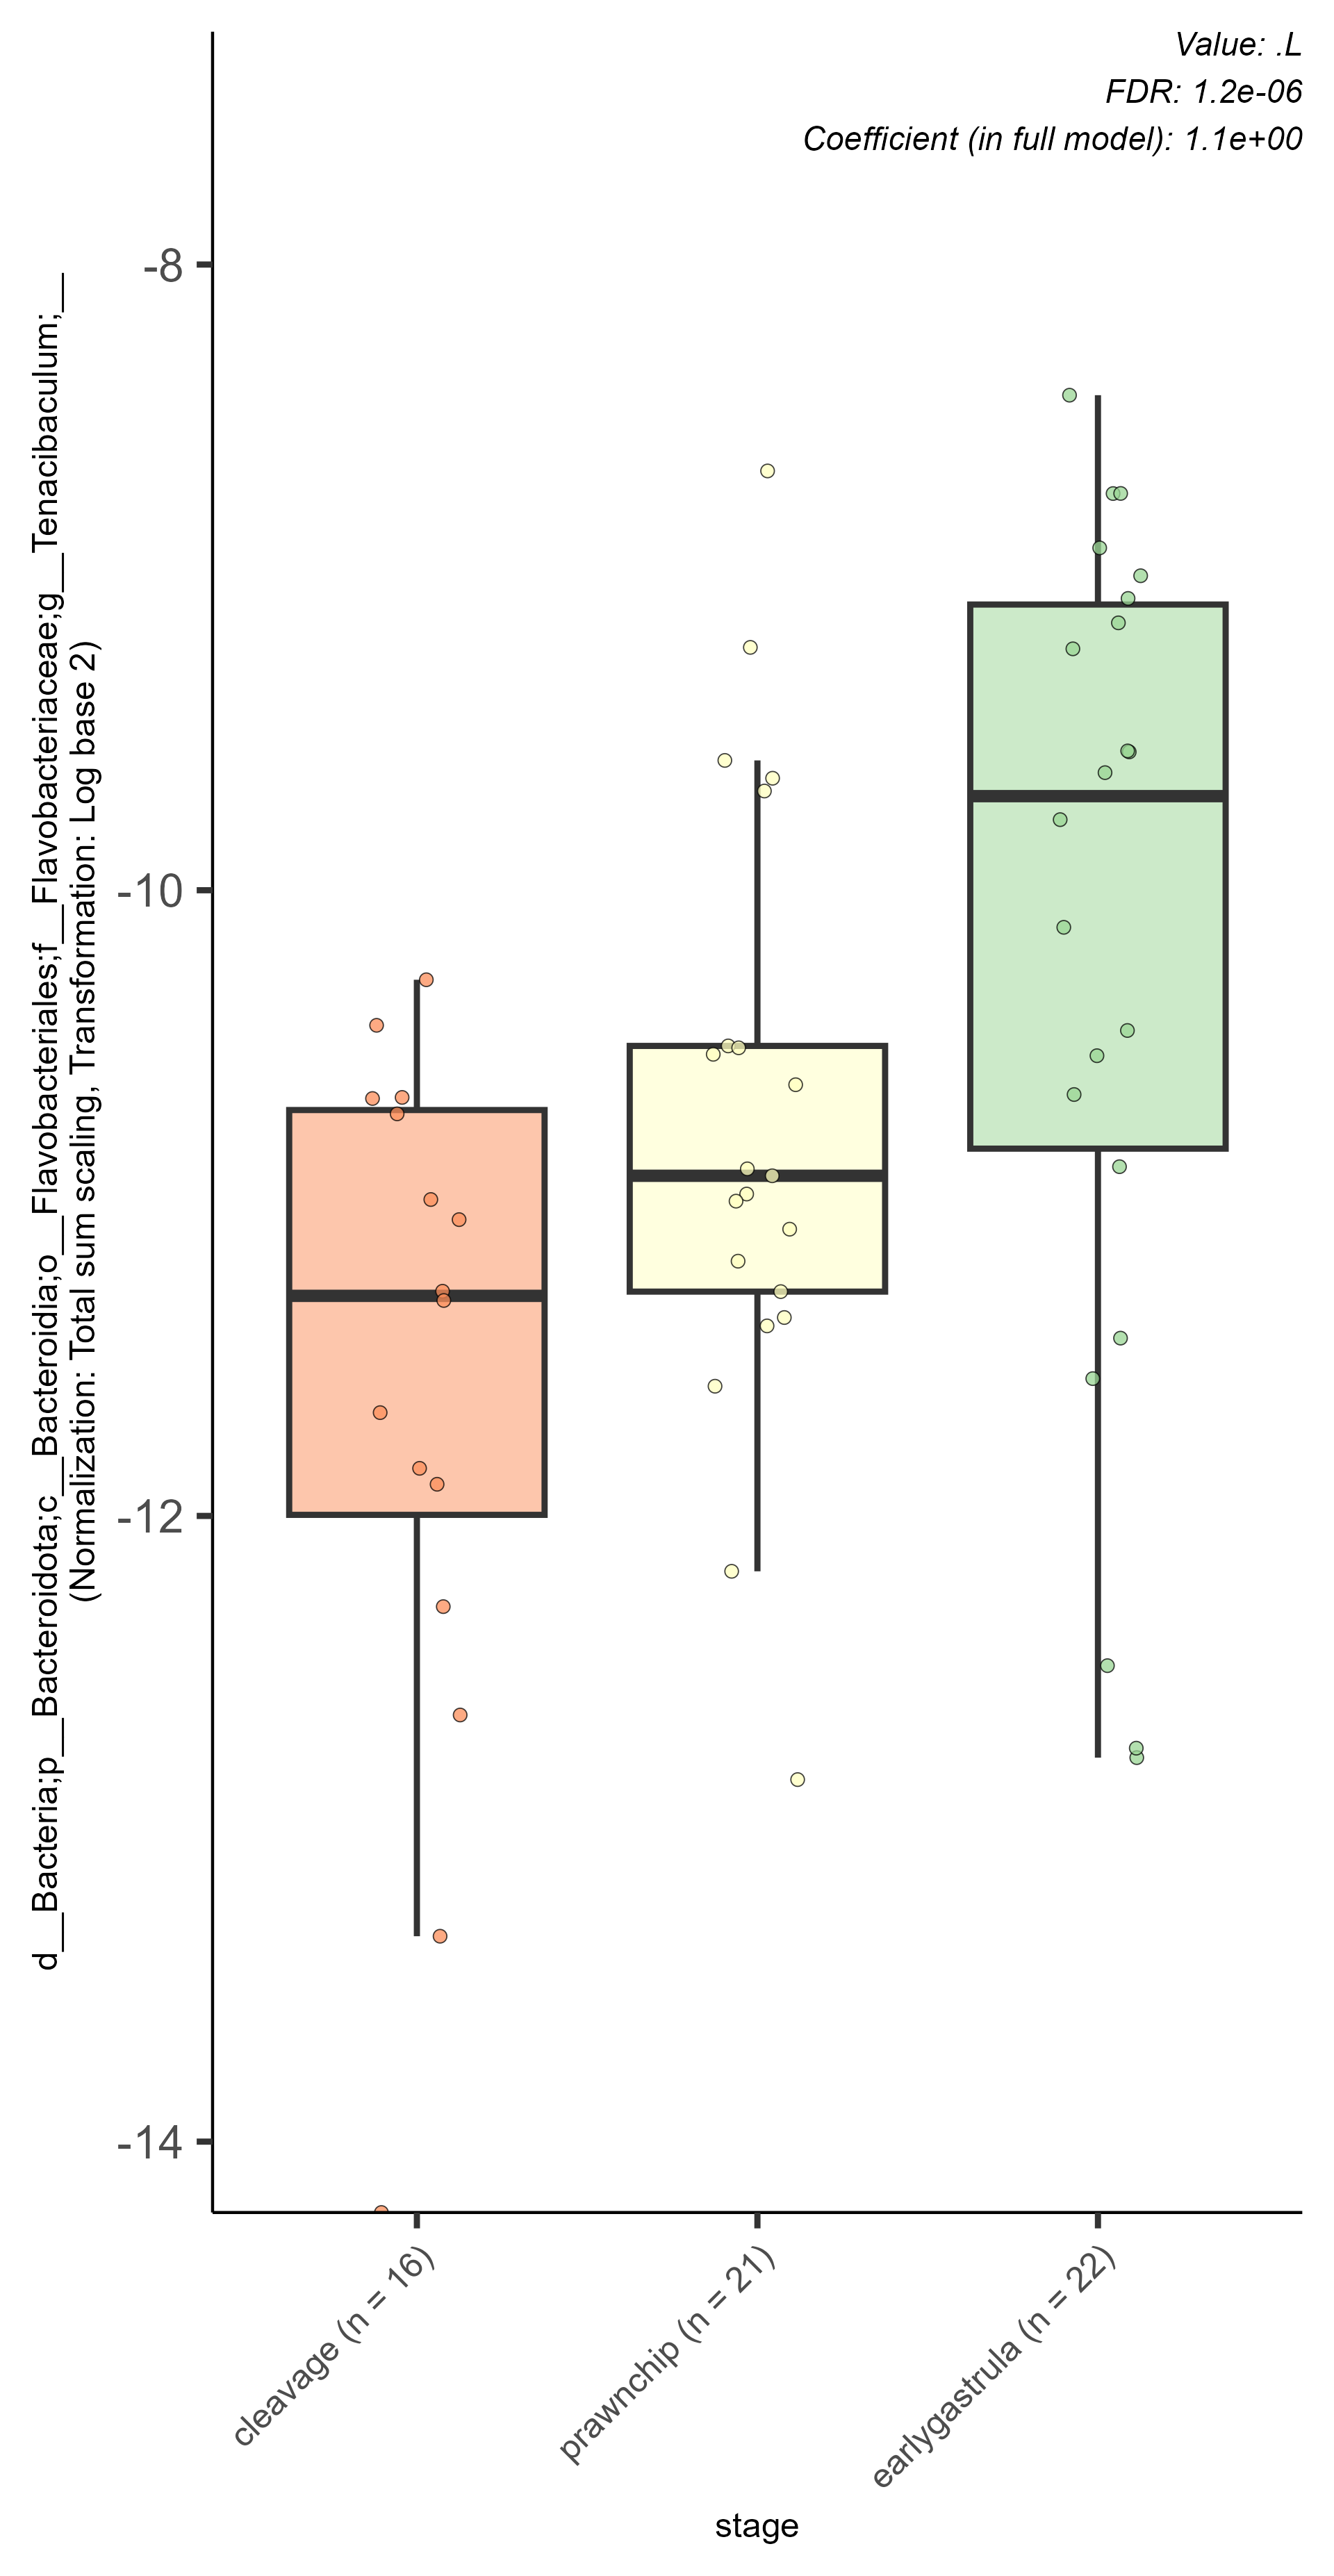 Value: .L
FDR: 1.2e-06
Coefficient (in full model): 1.1e+00
d__Bacteria;p__Bacteroidota;c__Bacteroidia;o__Flavobacteriales;f__Flavobacteriaceae;g__Tenacibaculum;__
(Normalization: Total sum scaling, Transformation: Log base 2)
-8
-10
-12
-14
cleavage (n = 16)
prawnchip (n = 21)
earlygastrula (n = 22)
stage